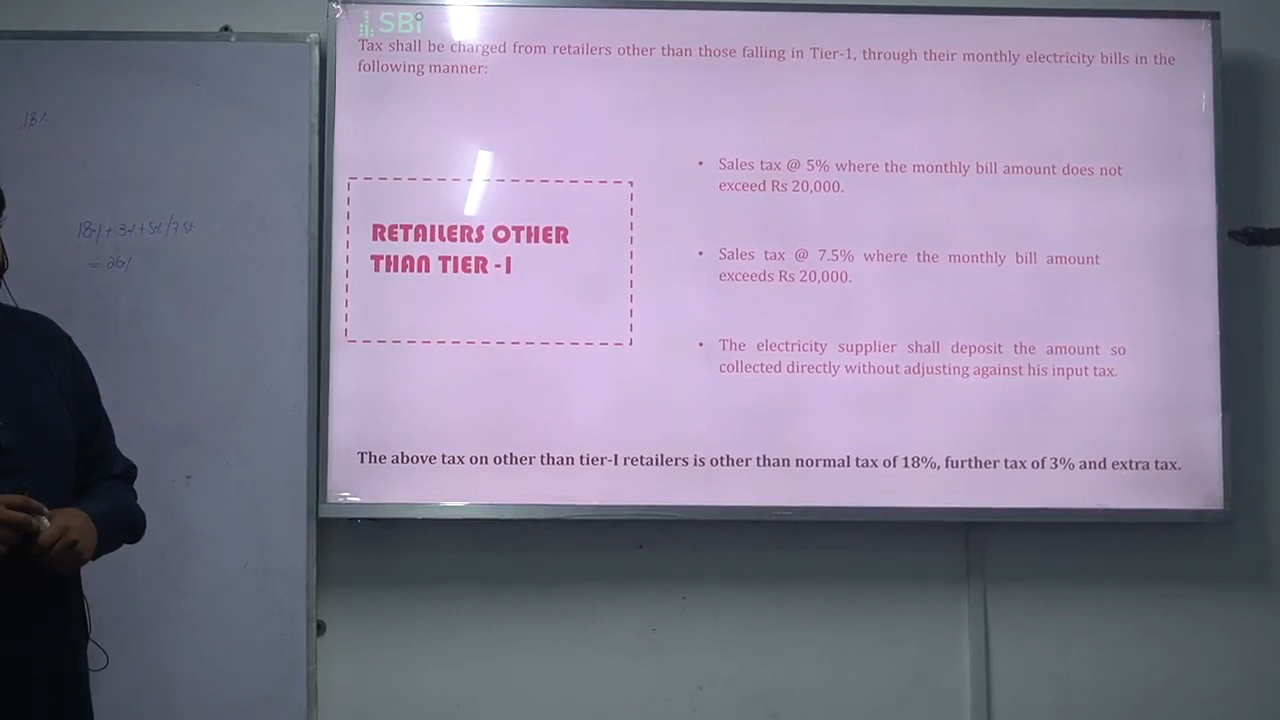 SBi
Tax shall be charged from retailers other than those falling in Tier-1, through their monthly electricity bills in the
following manner:
18%
18%+3%+5%/7.5%
= 26%
RETAILERS OTHER
THAN TIER -I
• Sales tax @ 5% where the monthly bill amount does not
exceed Rs 20,000.
• Sales tax @ 7.5% where the monthly bill amount
exceeds Rs 20,000.
• The electricity supplier shall deposit the amount so
collected directly without adjusting against his input tax.
The above tax on other than tier-I retailers is other than normal tax of 18%, further tax of 3% and extra tax.